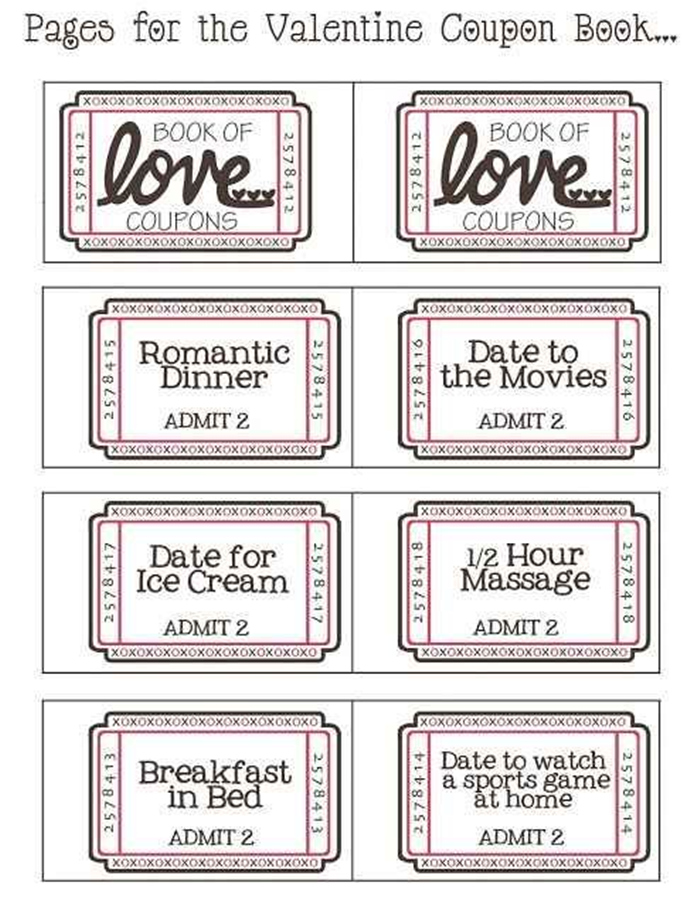 Pages for the Valentine Coupon Book...
XOXOXOXOXOXOXOXOXOXOXO
2578412
BOOK OF
love...
COUPONS
2578412
XOXOXOXOXOXOXOXOXOXOXO
XOXOXOXOXOXOXOXOXOXOXO
2578412
BOOK OF
love...
COUPONS
2578412
XOXOXOXOXOXOXOXOXOXOXO
XOXOXOXOXOXOXOXOXOXOXO
2578415
Romantic
Dinner
ADMIT 2
2578415
XOXOXOXOXOXOXOXOXOXOXO
XOXOXOXOXOXOXOXOXOXOXO
2578416
Date to
the Movies
ADMIT 2
2578416
XOXOXOXOXOXOXOXOXOXOXO
XOXOXOXOXOXOXOXOXOXOXO
2578417
Date for
Ice Cream
ADMIT 2
2578417
XOXOXOXOXOXOXOXOXOXOXO
XOXOXOXOXOXOXOXOXOXOXO
2578418
1/2 Hour
Massage
ADMIT 2
2578418
XOXOXOXOXOXOXOXOXOXOXO
XOXOXOXOXOXOXOXOXOXOXO
2578413
Breakfast
in Bed
ADMIT 2
2578413
XOXOXOXOXOXOXOXOXOXOXO
XOXOXOXOXOXOXOXOXOXOXO
2578414
Date to watch
a sports game
at home
ADMIT 2
2578414
XOXOXOXOXOXOXOXOXOXOXO